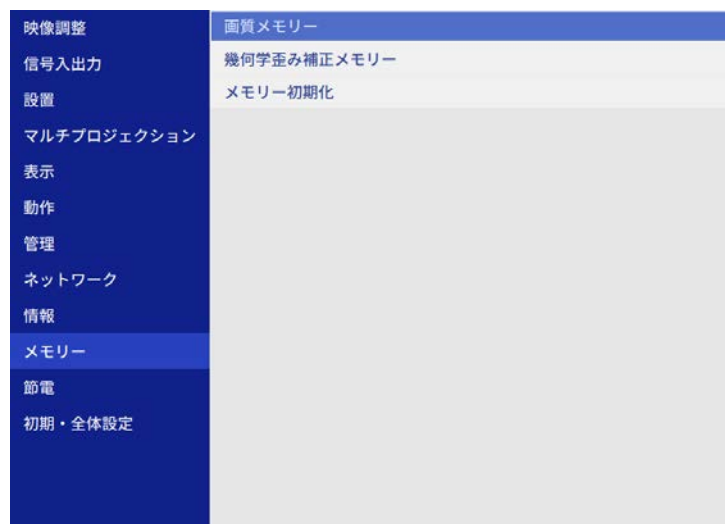 映像調整
信号入出力
設置
マルチプロジェクション
表示
動作
管理
ネットワーク
情報
メモリー
節電
初期・全体設定
画質メモリー
幾何学歪み補正メモリー
メモリー初期化